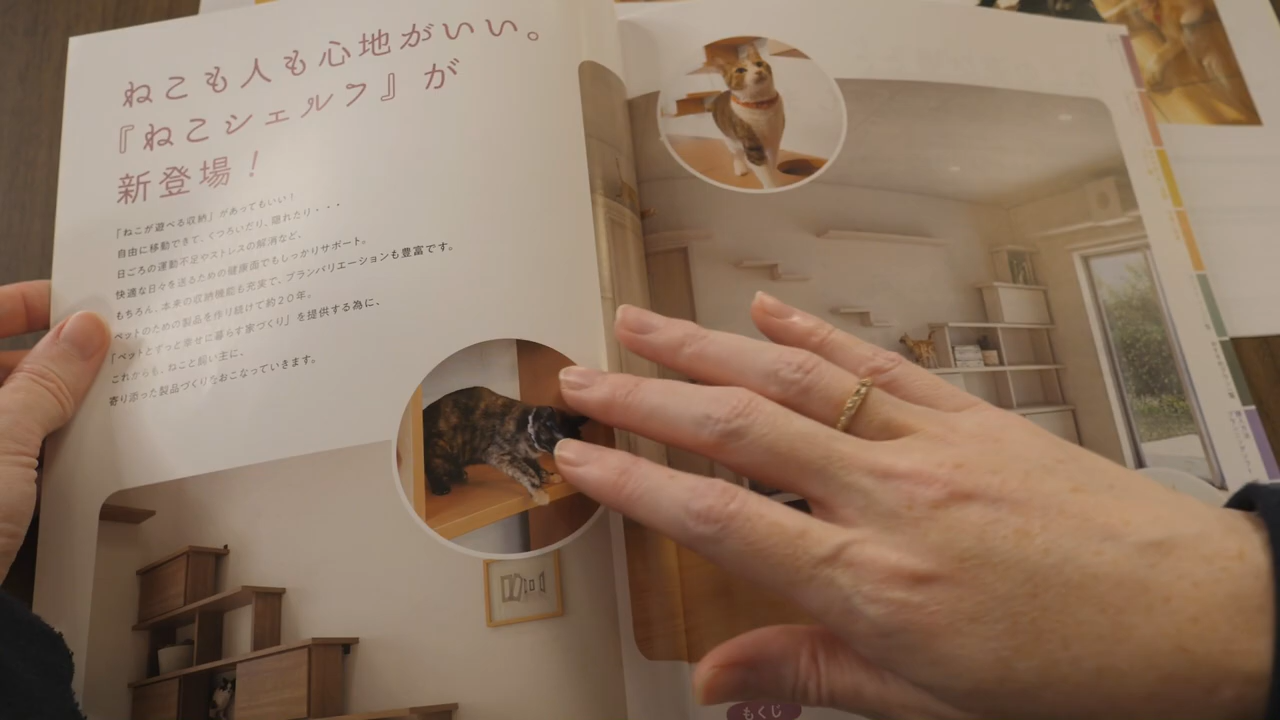 ねこも人も心地がいい。
『ねこシェルフ』が
新登場！
「ねこが遊べる収納」があってもいい！
自由に移動できて、くつろいだり、隠れたり・・・
日ごろの運動不足やストレスの解消など、
快適な日々を送るための健康面でもしっかりサポート。
もちろん、本来の収納機能も充実で、プランバリエーションも豊富です。
ペットのための製品を作り続けて約２０年。
「ペットとずっと幸せに暮らす家づくり」を提供する為に、
これからも、ねこと飼い主に、
寄り添った製品づくりをおこなっていきます。
もくじ